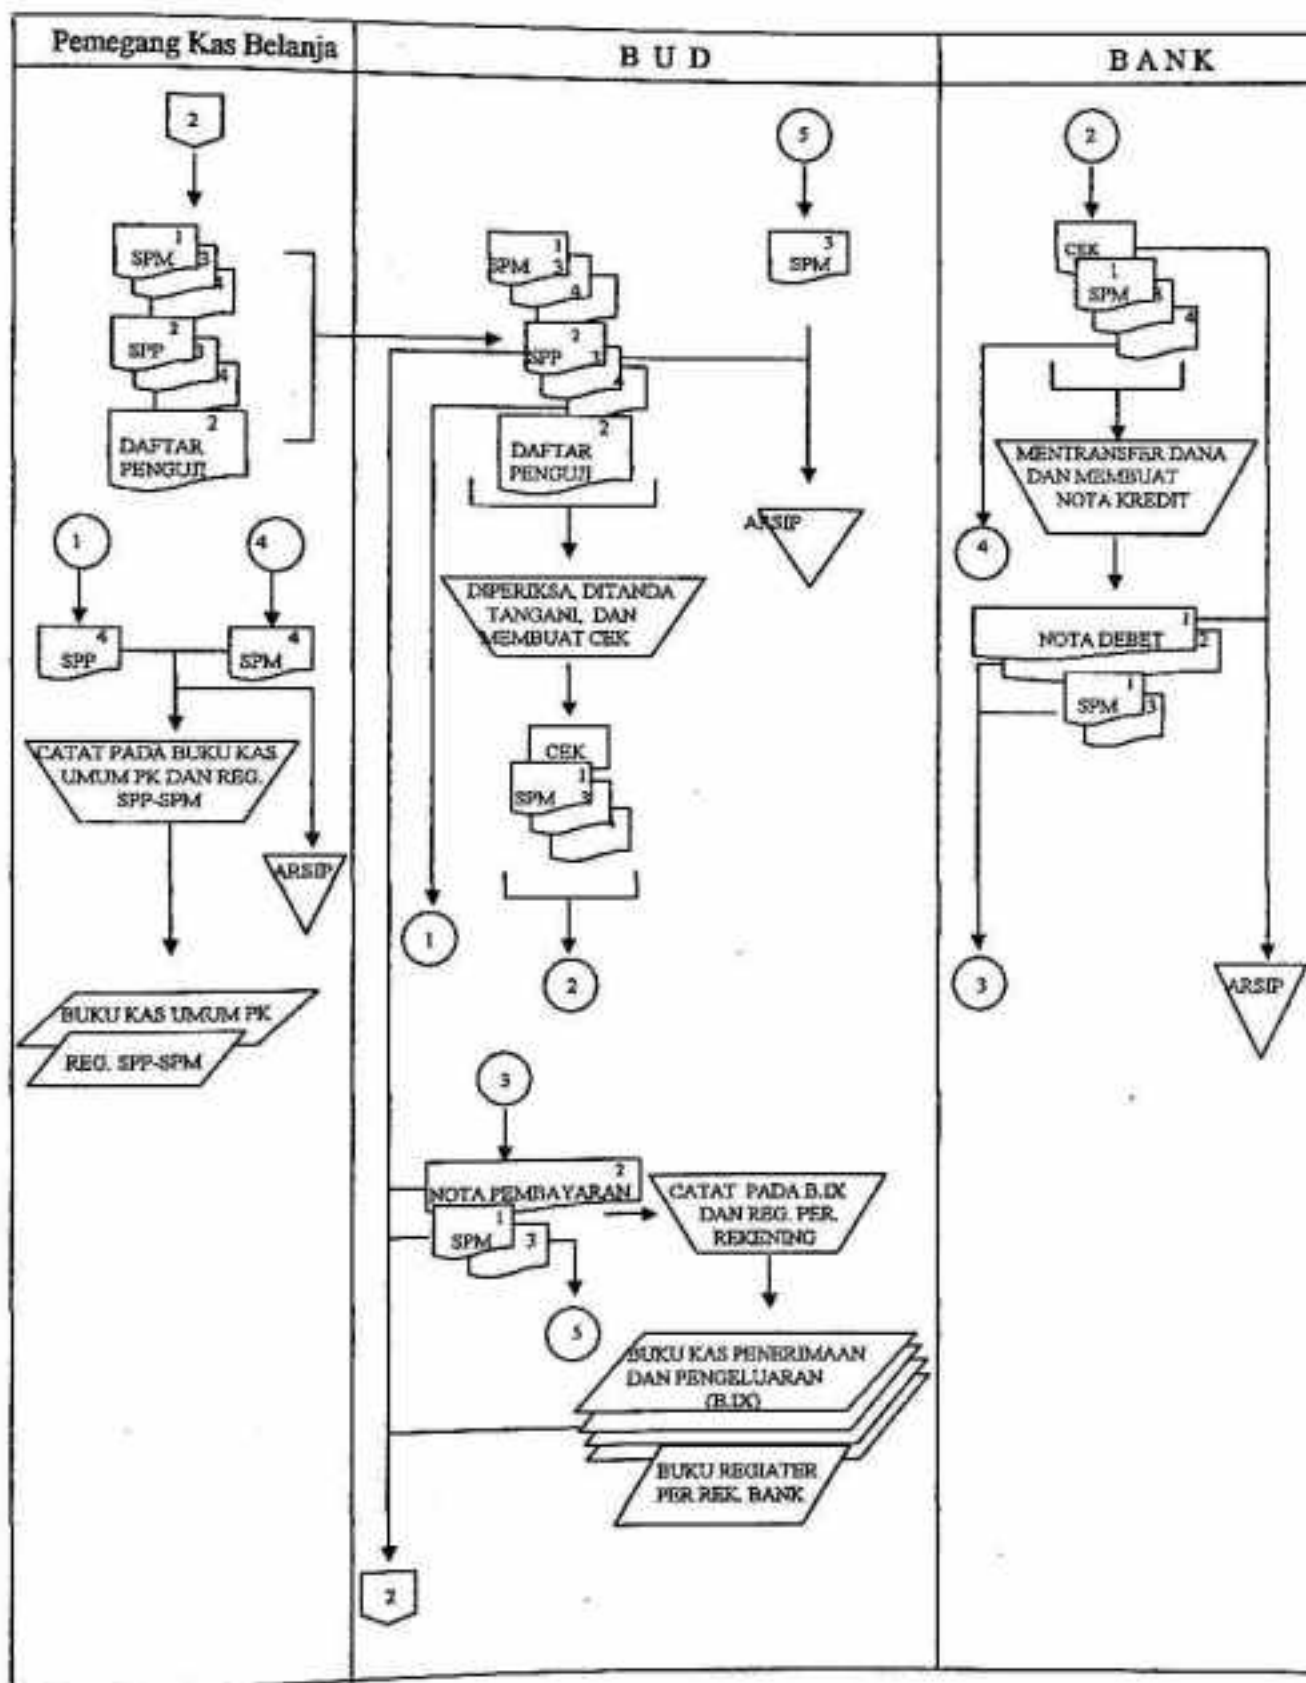 Pemegang Kas Belanja
B U D
B A N K
2
1
SPM
3
4
2
SPP
3
4
2
DAFTAR
PENGUJI
1
4
4
SPP
4
SPM
CATAT PADA BUKU KAS
UMUM PK DAN REG.
SPP-SPM
ARSIP
BUKU KAS UMUM PK
REG. SPP-SPM
5
1
SPM
3
4
3
SPM
2
SPP
3
4
2
DAFTAR
PENGUJI
ARSIP
DIPERIKSA, DITANDA
TANGANI, DAN
MEMBUAT CEK
CEK
1
SPM
3
1
2
3
2
NOTA PEMBAYARAN
1
SPM
3
CATAT PADA B.IX
DAN REG. PER.
REKENING
5
BUKU KAS PENERIMAAN
DAN PENGELUARAN
(B.IX)
BUKU REGIATER
PER REK. BANK
2
2
CEK
1
SPM
4
MENTRANSFER DANA
DAN MEMBUAT
NOTA KREDIT
4
1
NOTA DEBET
2
1
SPM
3
3
ARSIP